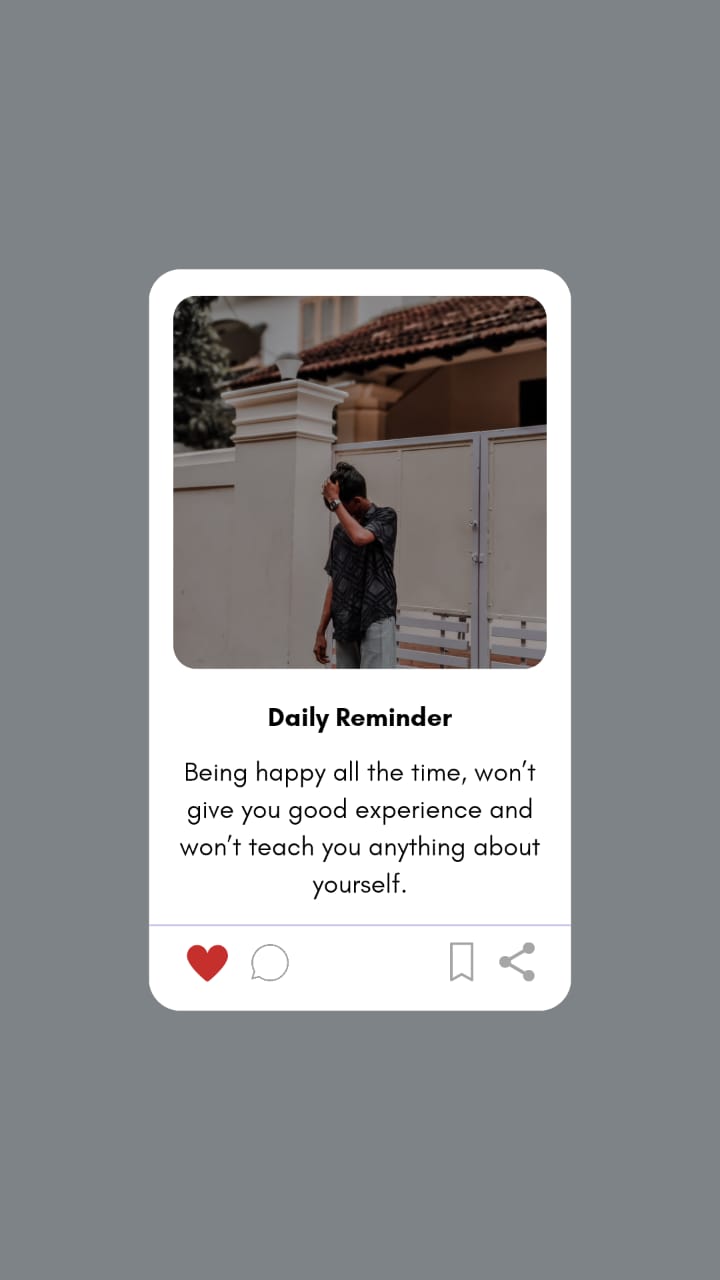 Daily Reminder
Being happy all the time, won’t
give you good experience and
won’t teach you anything about
yourself.